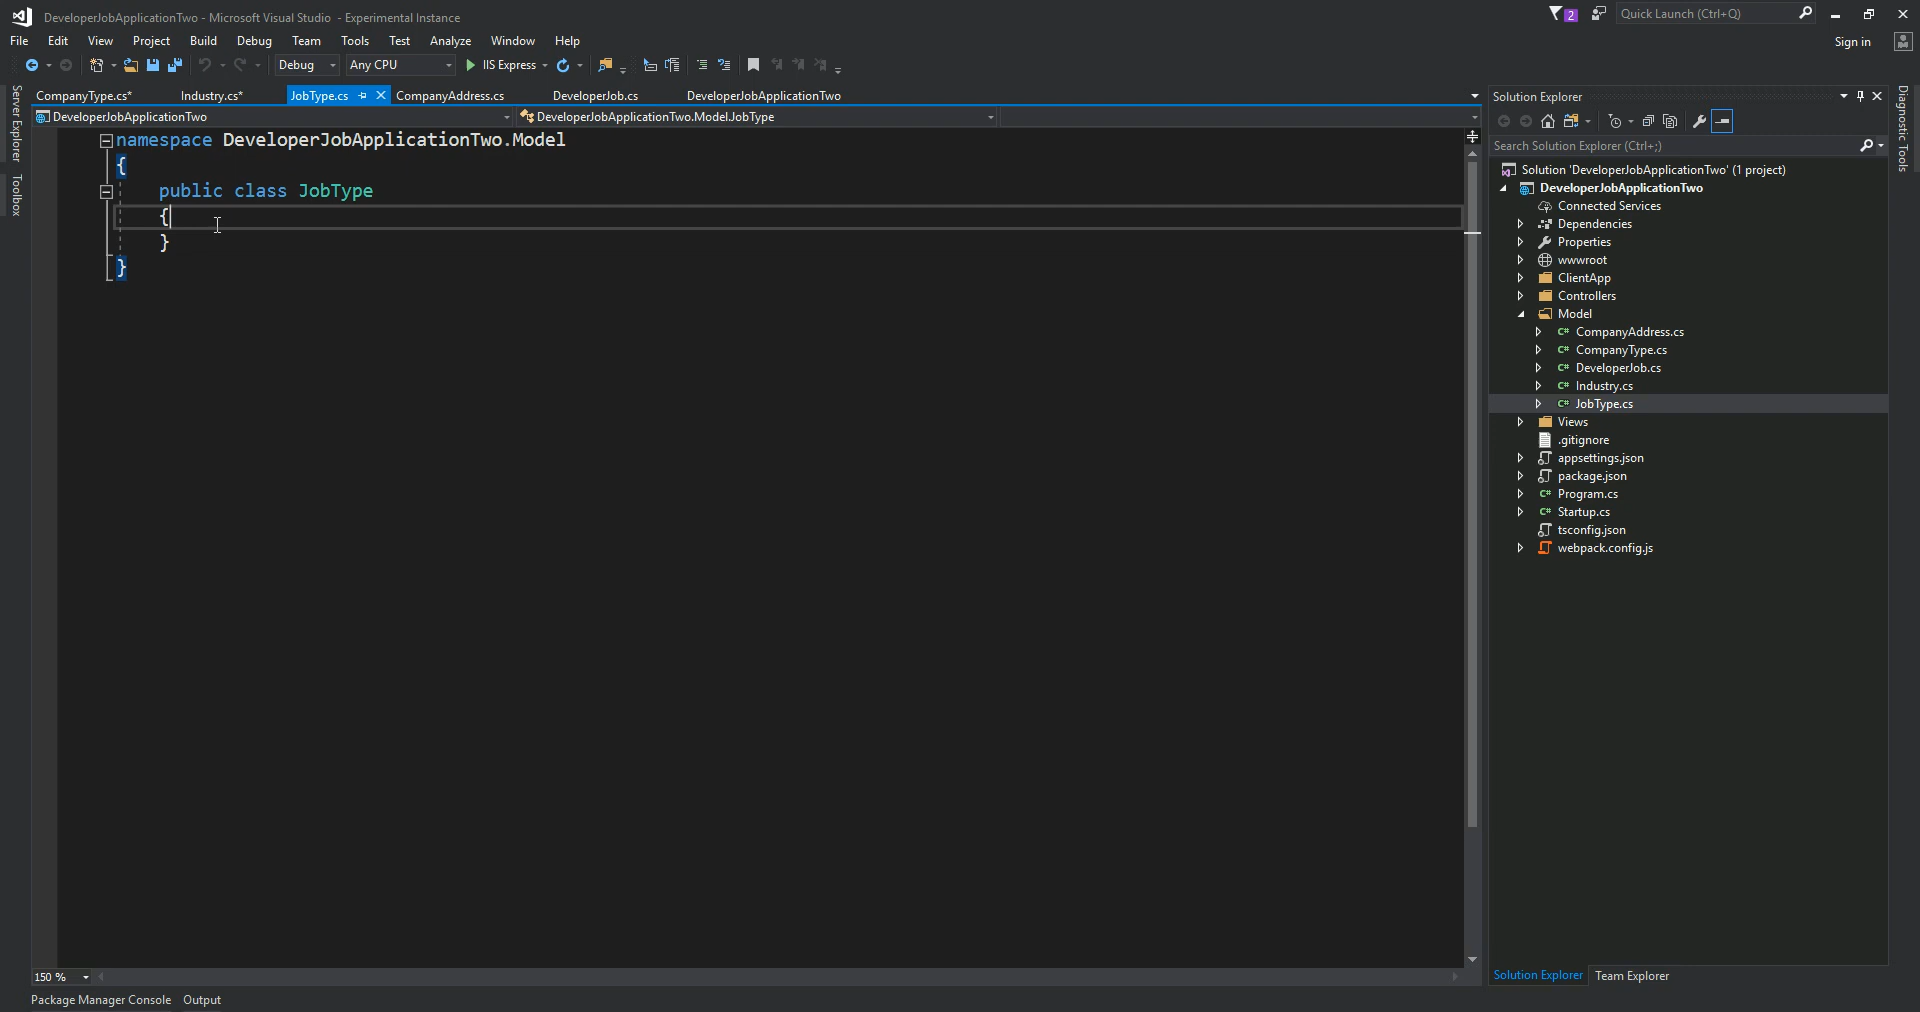 DeveloperJobApplicationTwo - Microsoft Visual Studio - Experimental Instance
2
Quick Launch (Ctrl+Q)
File Edit View Project Build Debug Team Tools Test Analyze Window Help
Sign in
Debug Any CPU IIS Express
Server Explorer
Toolbox
CompanyType.cs* Industry.cs* JobType.cs CompanyAddress.cs DeveloperJob.cs DeveloperJobApplicationTwo
DeveloperJobApplicationTwo DeveloperJobApplicationTwo.Model.JobType
namespace DeveloperJobApplicationTwo.Model
{
public class JobType
{
}
}
150 %
Package Manager Console Output
Solution Explorer
Search Solution Explorer (Ctrl+;)
Solution 'DeveloperJobApplicationTwo' (1 project)
DeveloperJobApplicationTwo
Connected Services
Dependencies
Properties
wwwroot
ClientApp
Controllers
Model
C# CompanyAddress.cs
C# CompanyType.cs
C# DeveloperJob.cs
C# Industry.cs
C# JobType.cs
Views
.gitignore
appsettings.json
package.json
C# Program.cs
C# Startup.cs
tsconfig.json
webpack.config.js
Solution Explorer Team Explorer
Diagnostic Tools